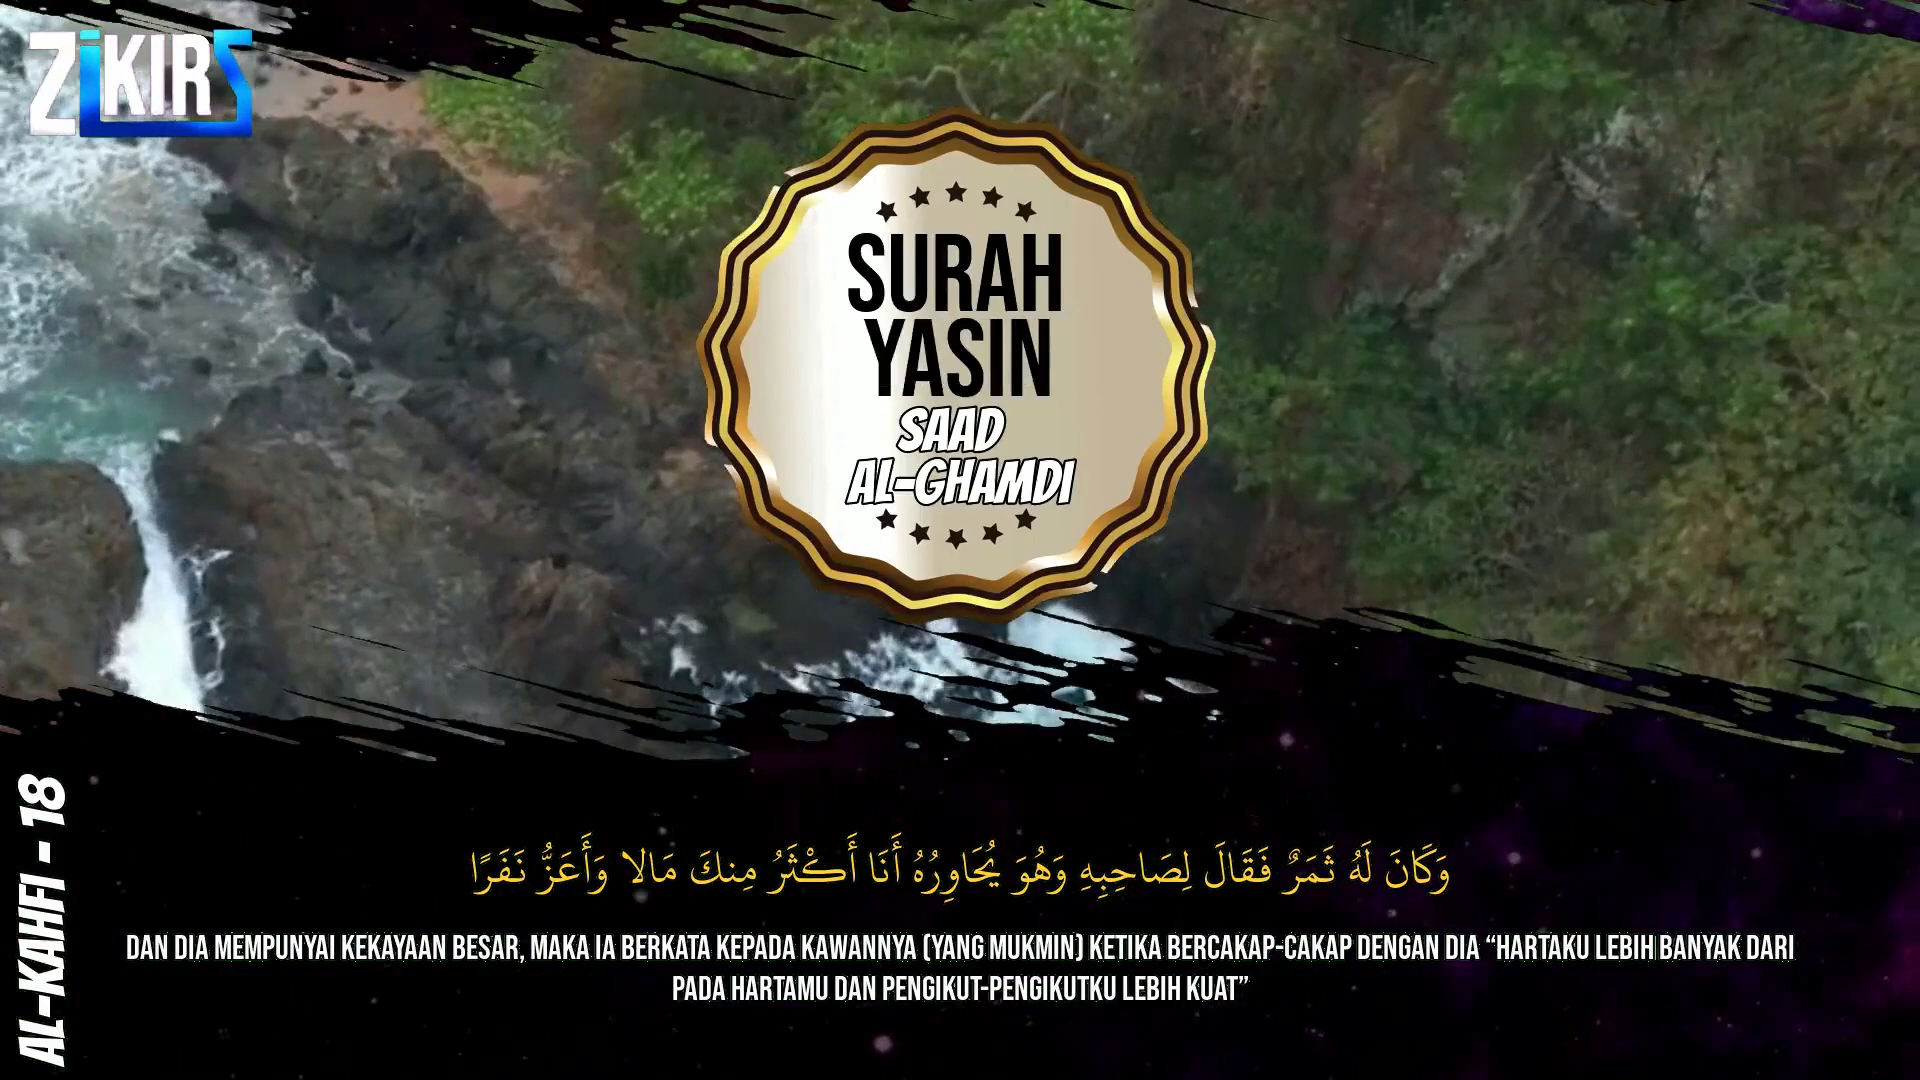 ZiKIRS
SURAH
YASIN
SAAD
AL-GHAMDI
وَكَانَ لَهُ ثَمَرٌ فَقَالَ لِصَاحِبِهِ وَهُوَ يُحَاوِرُهُ أَنَا أَكْثَرُ مِنكَ مَالا وَأَعَزُّ نَفَرًا
DAN DIA MEMPUNYAI KEKAYAAN BESAR, MAKA IA BERKATA KEPADA KAWANNYA (YANG MUKMIN) KETIKA BERCAKAP-CAKAP DENGAN DIA “HARTAKU LEBIH BANYAK DARI
PADA HARTAMU DAN PENGIKUT-PENGIKUTKU LEBIH KUAT”
AL-KAHFI - 18